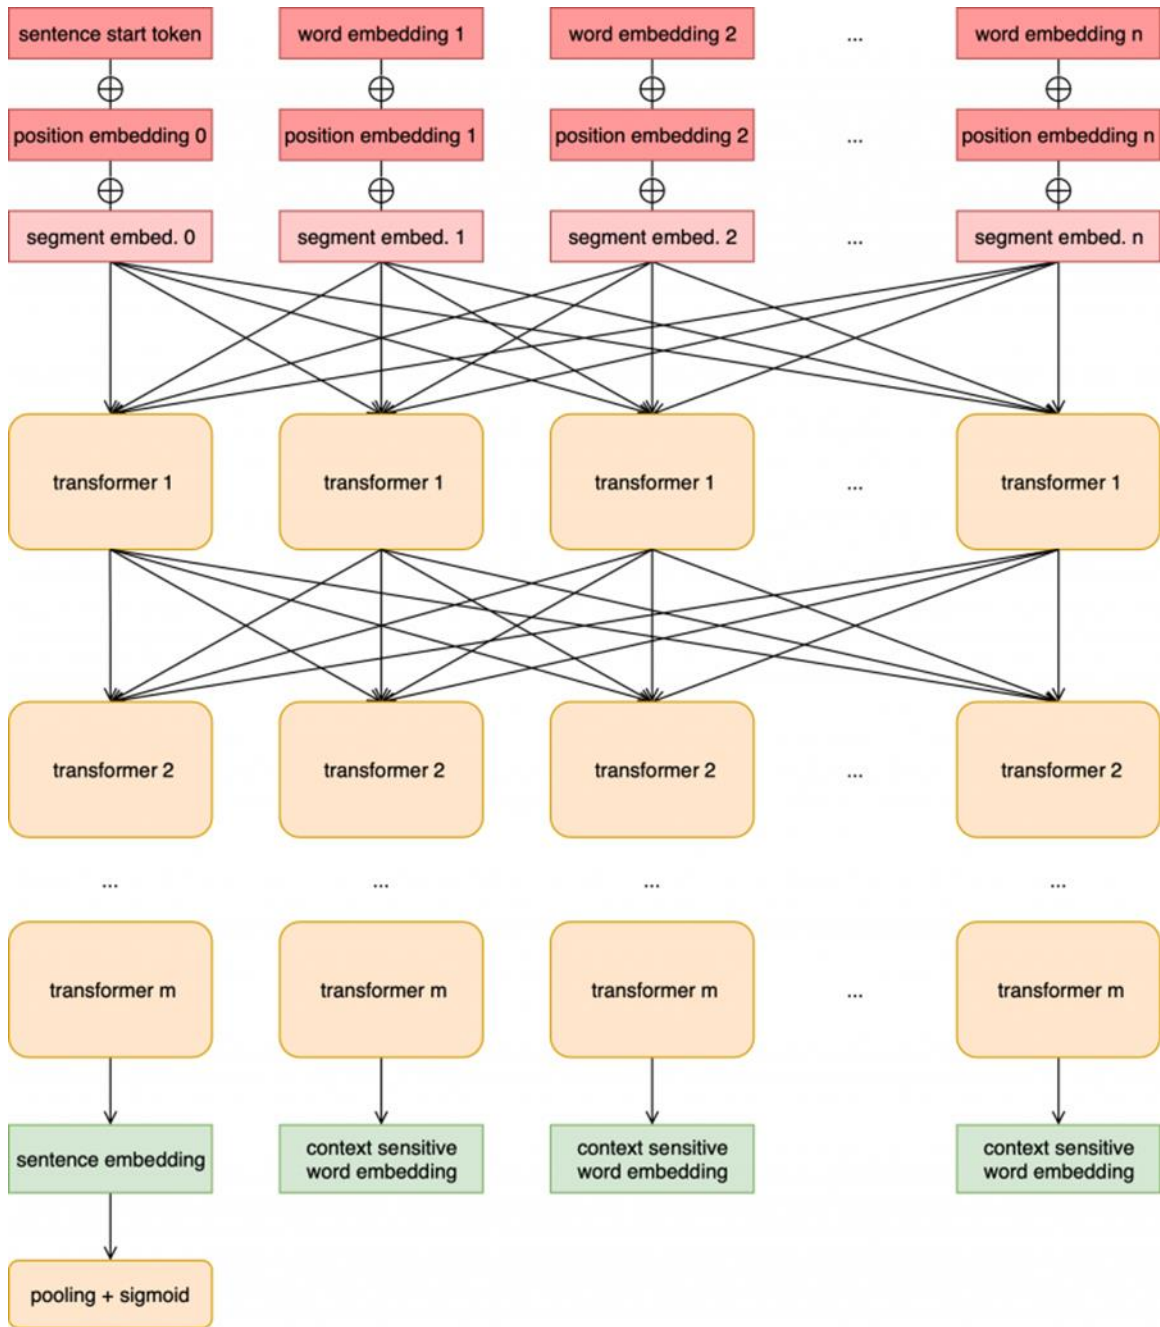 sentence start token
word embedding 1
word embedding 2
...
word embedding n
position embedding 0
position embedding 1
position embedding 2
...
position embedding n
segment embed. 0
segment embed. 1
segment embed. 2
...
segment embed. n
transformer 1
transformer 1
transformer 1
...
transformer 1
transformer 2
transformer 2
transformer 2
...
transformer 2
...
...
...
...
transformer m
transformer m
transformer m
...
transformer m
sentence embedding
context sensitive
word embedding
context sensitive
word embedding
context sensitive
word embedding
pooling + sigmoid